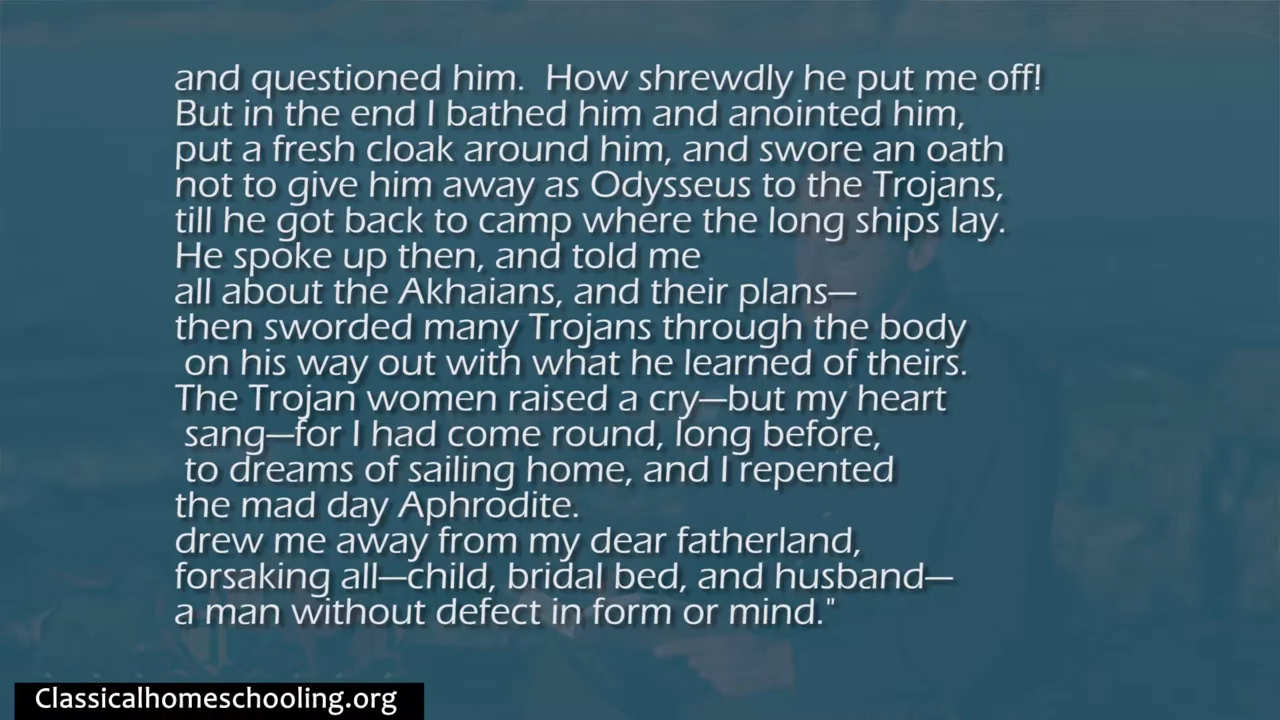 and questioned him.  How shrewdly he put me off!
But in the end I bathed him and anointed him,
put a fresh cloak around him, and swore an oath
not to give him away as Odysseus to the Trojans,
till he got back to camp where the long ships lay.
He spoke up then, and told me
all about the Akhaians, and their plans—
then sworded many Trojans through the body
on his way out with what he learned of theirs.
The Trojan women raised a cry—but my heart
sang—for I had come round, long before,
to dreams of sailing home, and I repented
the mad day Aphrodite.
drew me away from my dear fatherland,
forsaking all—child, bridal bed, and husband—
a man without defect in form or mind."
Classicalhomeschooling.org